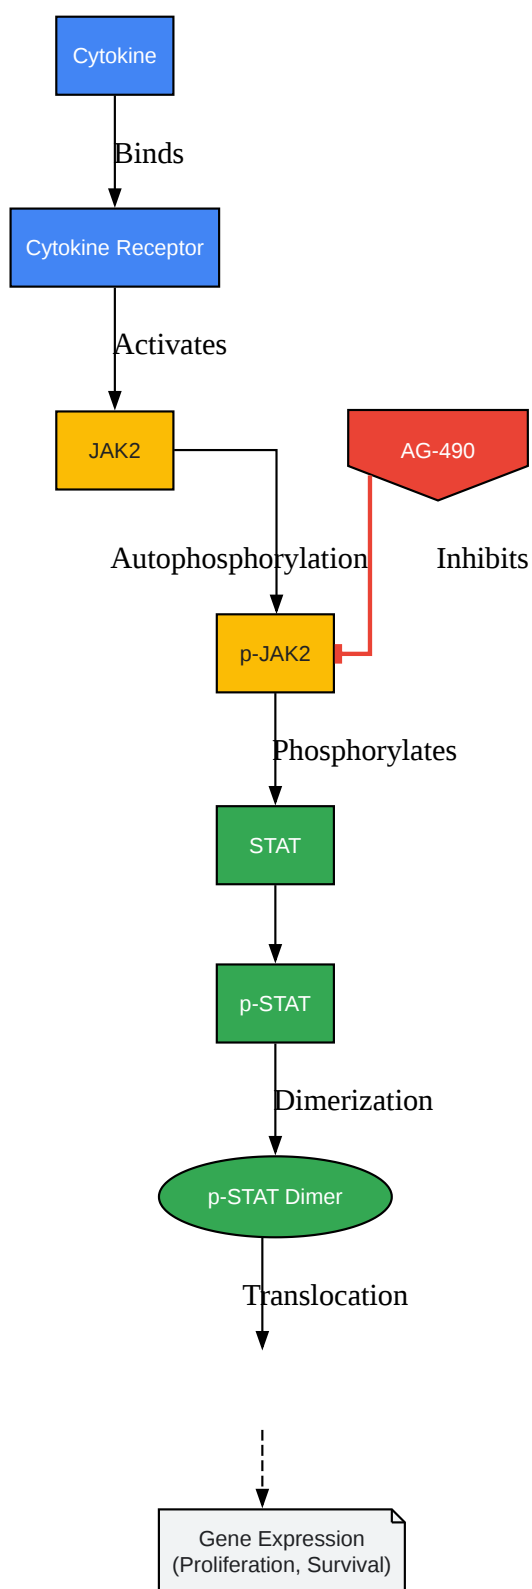 Cytokine
Binds
Cytokine Receptor
Activates
JAK2
AG-490
Autophosphorylation
Inhibits
p-JAK2
Phosphorylates
STAT
p-STAT
Dimerization
p-STAT Dimer
Translocation
Gene Expression
(Proliferation, Survival)